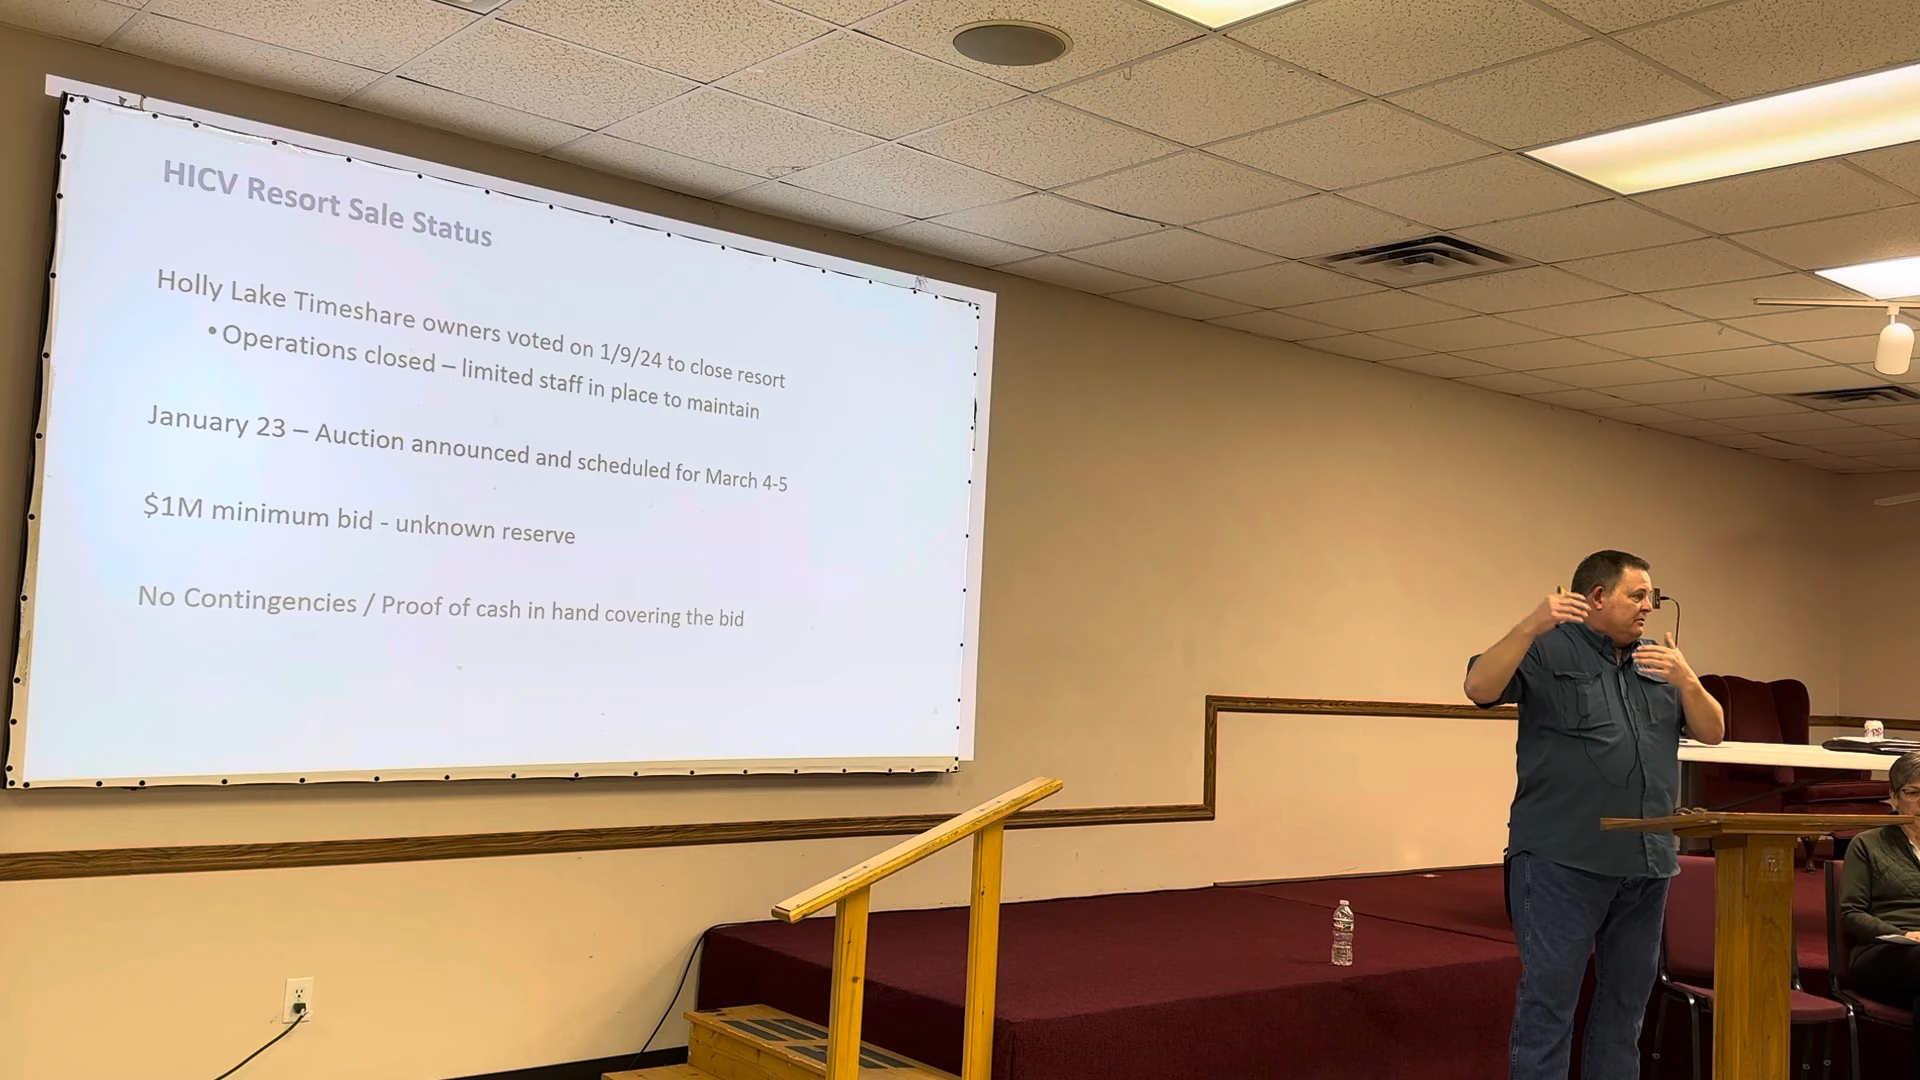 HICV Resort Sale Status
Holly Lake Timeshare owners voted on 1/9/24 to close resort
• Operations closed – limited staff in place to maintain
January 23 – Auction announced and scheduled for March 4-5
$1M minimum bid - unknown reserve
No Contingencies / Proof of cash in hand covering the bid